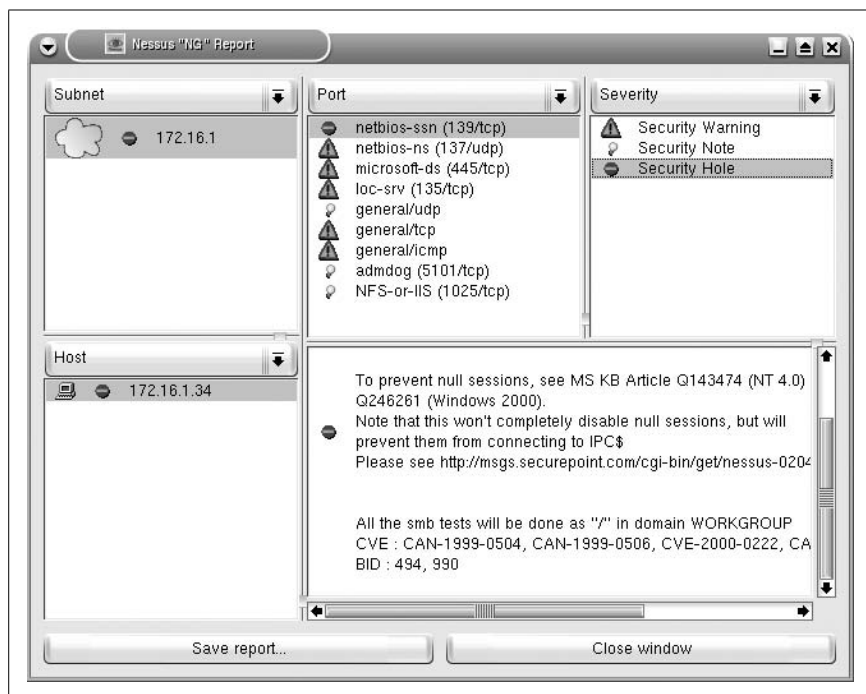 Nessus "NG" Report
Subnet
172.16.1
Port
netbios-ssn (139/tcp)
netbios-ns (137/udp)
microsoft-ds (445/tcp)
loc-srv (135/tcp)
general/udp
general/tcp
general/icmp
admdog (5101/tcp)
NFS-or-IIS (1025/tcp)
Severity
Security Warning
Security Note
Security Hole
Host
172.16.1.34
To prevent null sessions, see MS KB Article Q143474 (NT 4.0)
Q246261 (Windows 2000).
Note that this won't completely disable null sessions, but will
prevent them from connecting to IPC$
Please see http://msgs.securepoint.com/cgi-bin/get/nessus-0204
All the smb tests will be done as ''/'' in domain WORKGROUP
CVE : CAN-1999-0504, CAN-1999-0506, CVE-2000-0222, CA
BID : 494, 990
Save report...
Close window